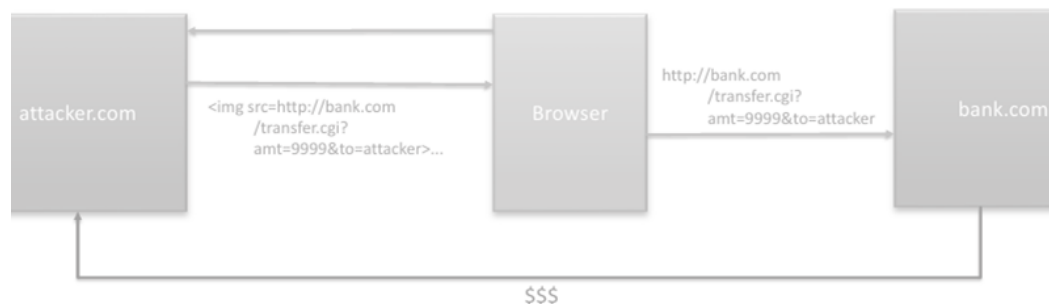 attacker.com
<img src=http://bank.com
/transfer.cgi?
amt=9999&to=attacker>...
Browser
http://bank.com
/transfer.cgi?
amt=9999&to=attacker
bank.com
$$$